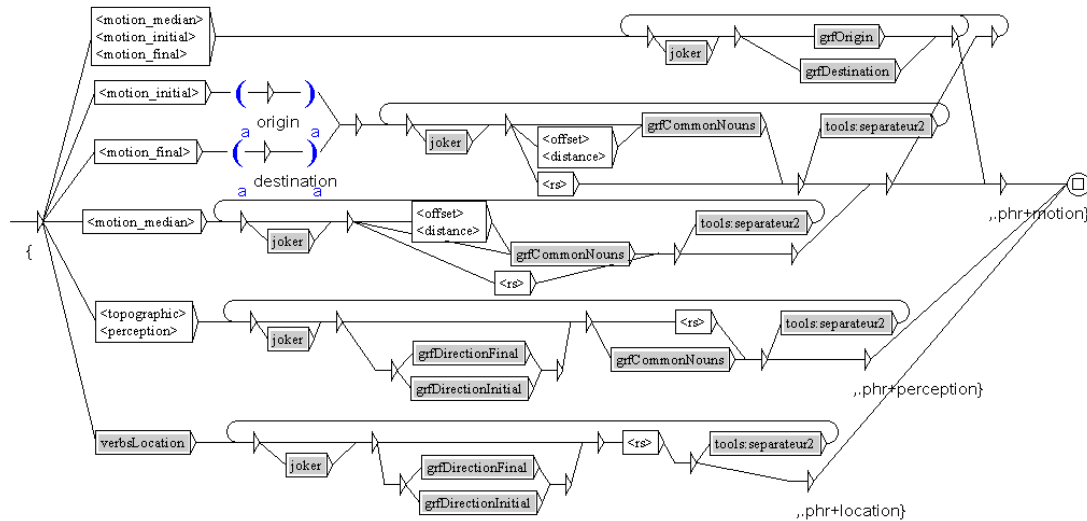 <motion_median>
<motion_initial>
<motion_final>
joker
grfOrigin
grfDestination
<motion_initial>
( )
a a
origin
joker
<offset>
<distance>
grfCommonNouns
<rs>
tools:separateur2
<motion_final>
( )
a a
destination
{
<motion_median>
joker
<offset>
<distance>
grfCommonNouns
<rs>
tools:separateur2
,.phr+motion}
<topographic>
<perception>
joker
grfDirectionFinal
grfDirectionInitial
<rs>
grfCommonNouns
tools:separateur2
,.phr+perception}
verbsLocation
joker
grfDirectionFinal
grfDirectionInitial
<rs>
tools:separateur2
,.phr+location}